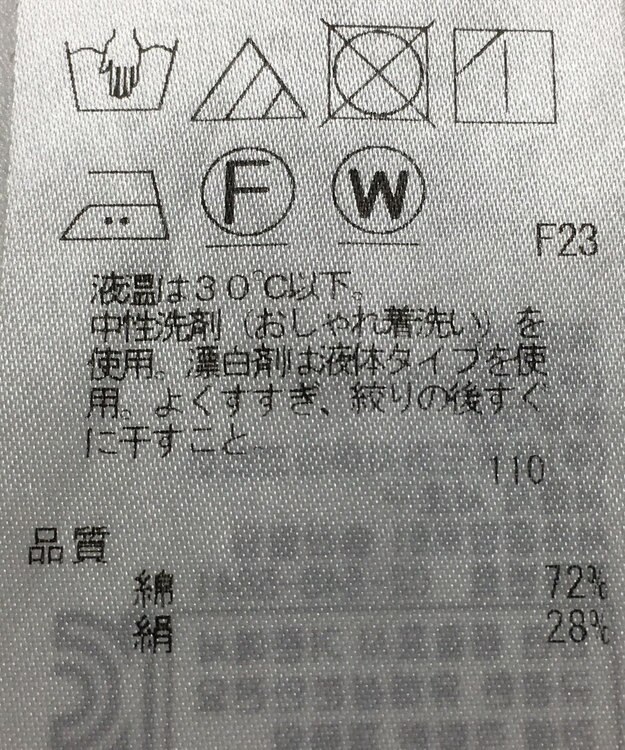 F W
F23
液温は30℃以下。
中性洗剤（おしゃれ着洗い）を
使用。漂白剤は液体タイプを使
用。よくすすぎ、絞りの後すぐ
に干すこと
110
品質
綿 72%
絹 28%